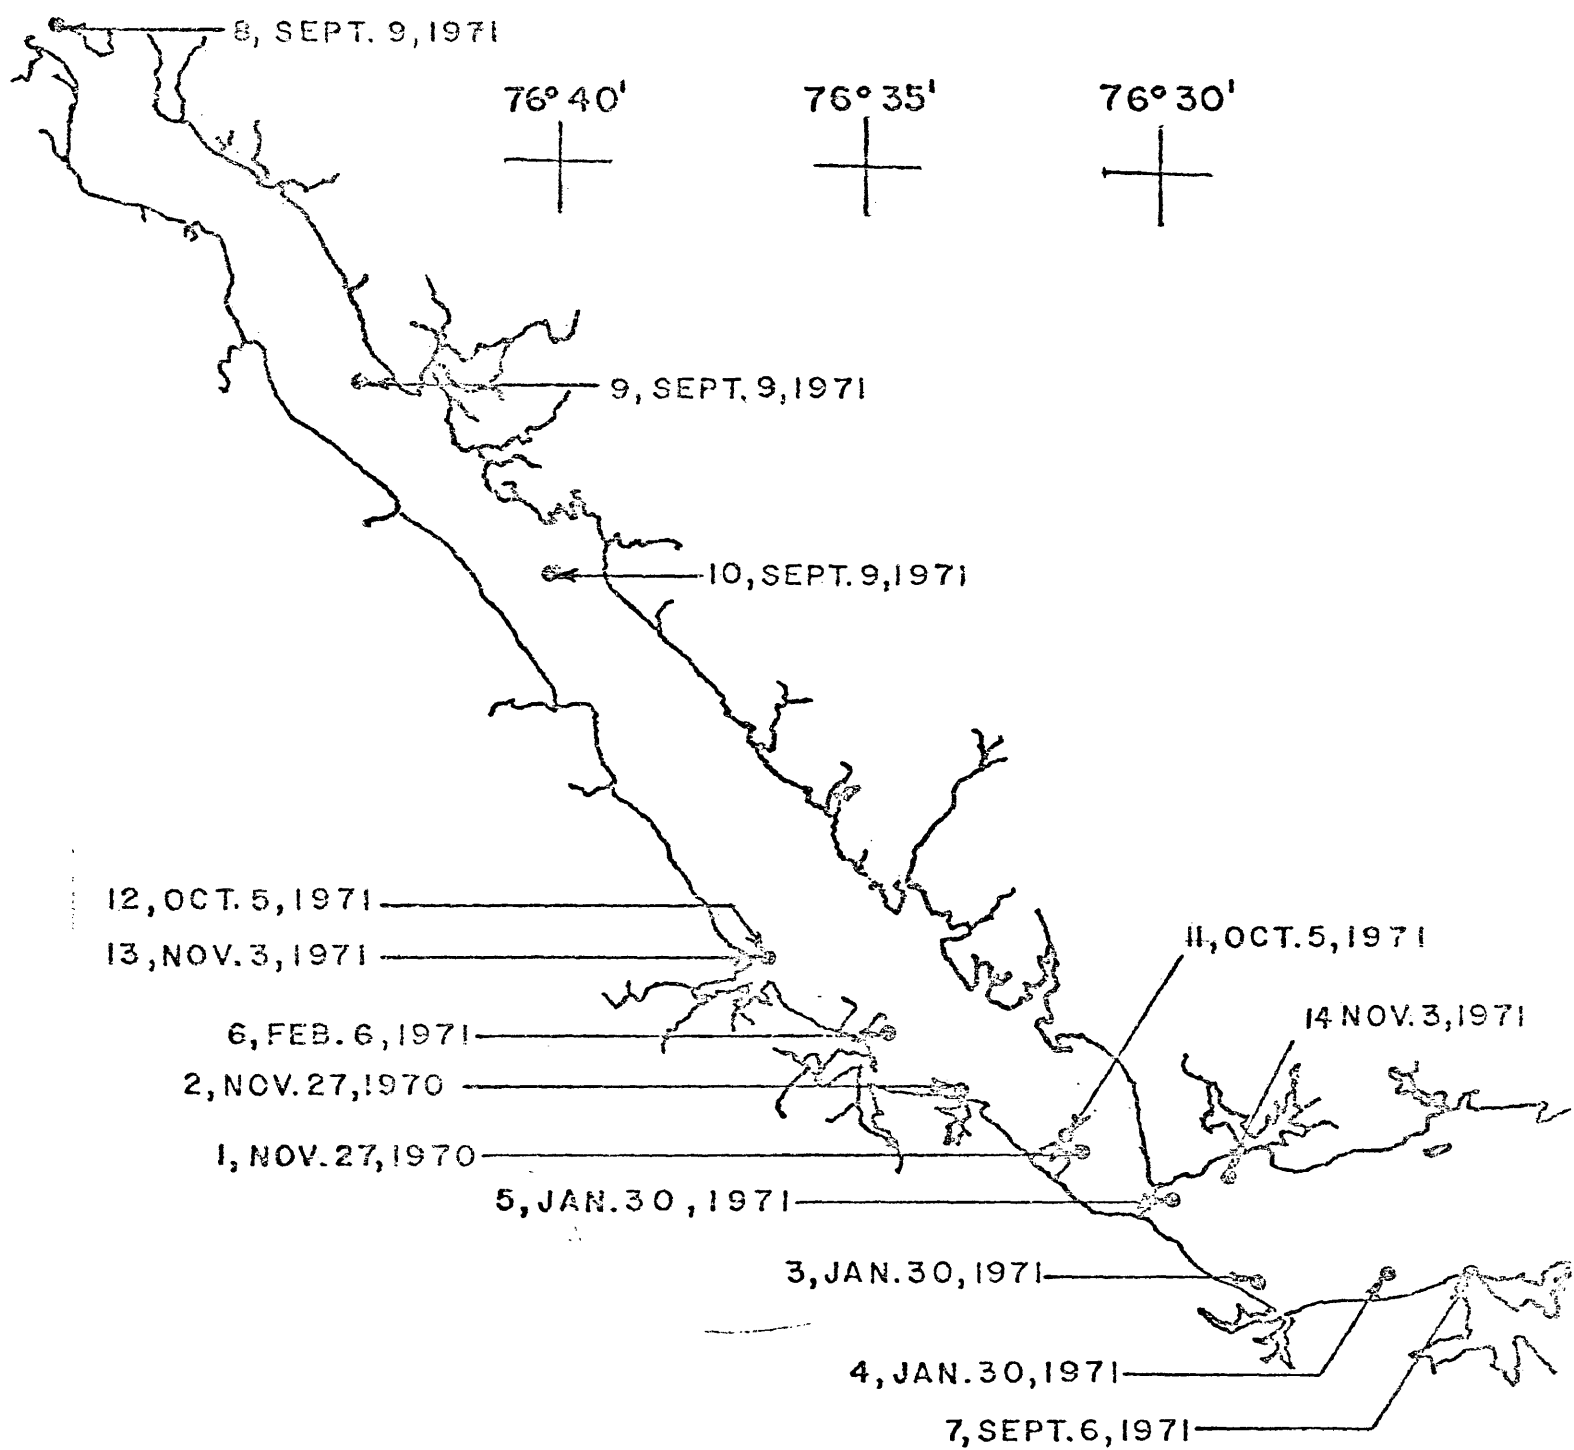 8, SEPT. 9, 1971
76° 40' 76° 35' 76° 30'
9, SEPT. 9, 1971
10, SEPT. 9, 1971
12, OCT. 5, 1971
11, OCT. 5, 1971
13, NOV. 3, 1971
14 NOV. 3, 1971
6, FEB. 6, 1971
2, NOV. 27, 1970
1, NOV. 27, 1970
5, JAN. 30, 1971
3, JAN. 30, 1971
4, JAN. 30, 1971
7, SEPT. 6, 1971